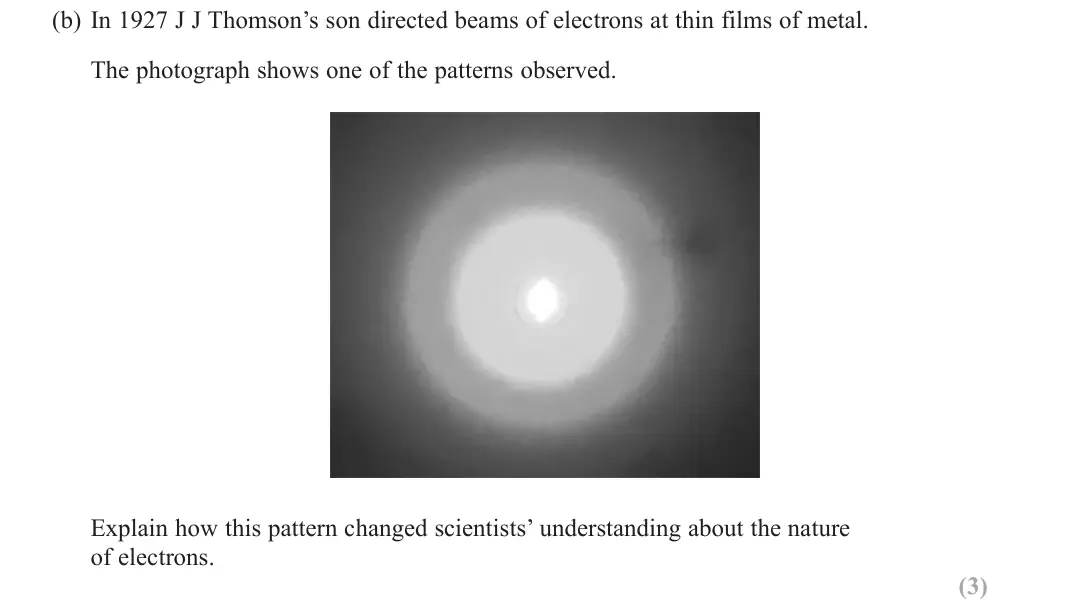 (b) In 1927 J J Thomson’s son directed beams of electrons at thin films of metal.
The photograph shows one of the patterns observed.
Explain how this pattern changed scientists’ understanding about the nature
of electrons.
(3)